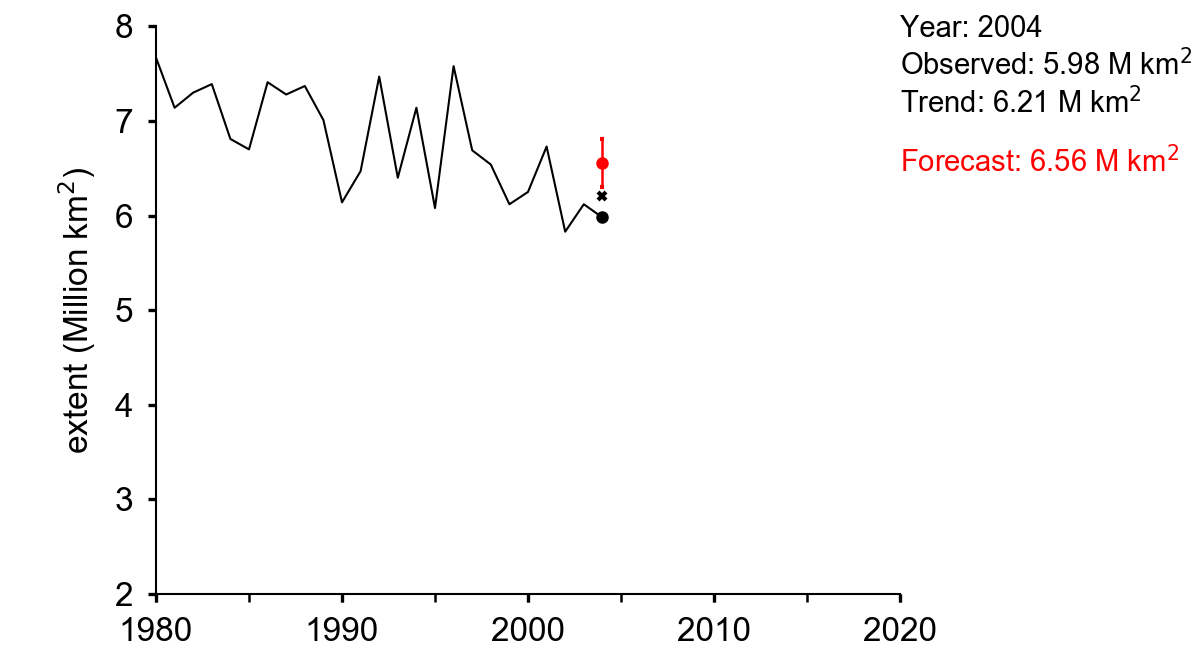 Year: 2004
Observed: 5.98 M km²
Trend: 6.21 M km²
Forecast: 6.56 M km²
extent (Million km²)
8
7
6
5
4
3
2
1980 1990 2000 2010 2020